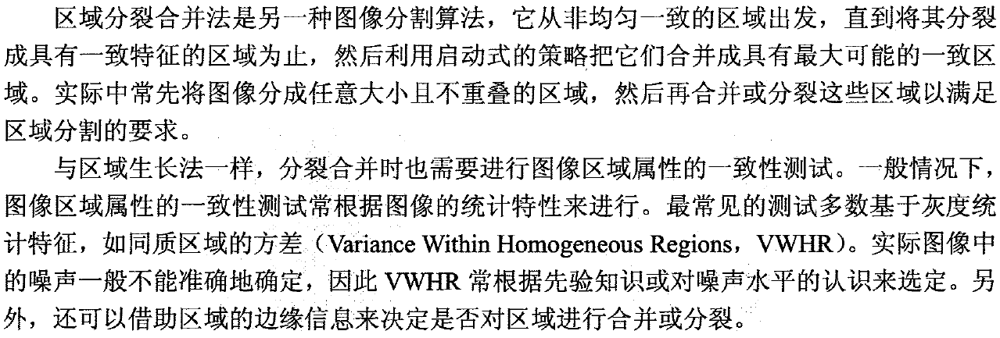 区域分裂合并法是另一种图像分割算法，它从非均匀一致的区域出发，直到将其分裂
成具有一致特征的区域为止，然后利用启动式的策略把它们合并成具有最大可能的一致区
域。实际中常先将图像分成任意大小且不重叠的区域，然后再合并或分裂这些区域以满足
区域分割的要求。
与区域生长法一样，分裂合并时也需要进行图像区域属性的一致性测试。一般情况下，
图像区域属性的一致性测试常根据图像的统计特性来进行。最常见的测试多数基于灰度统
计特征，如同质区域的方差（Variance Within Homogeneous Regions，VWHR）。实际图像中
的噪声一般不能准确地确定，因此 VWHR 常根据先验知识或对噪声水平的认识来选定。另
外，还可以借助区域的边缘信息来决定是否对区域进行合并或分裂。